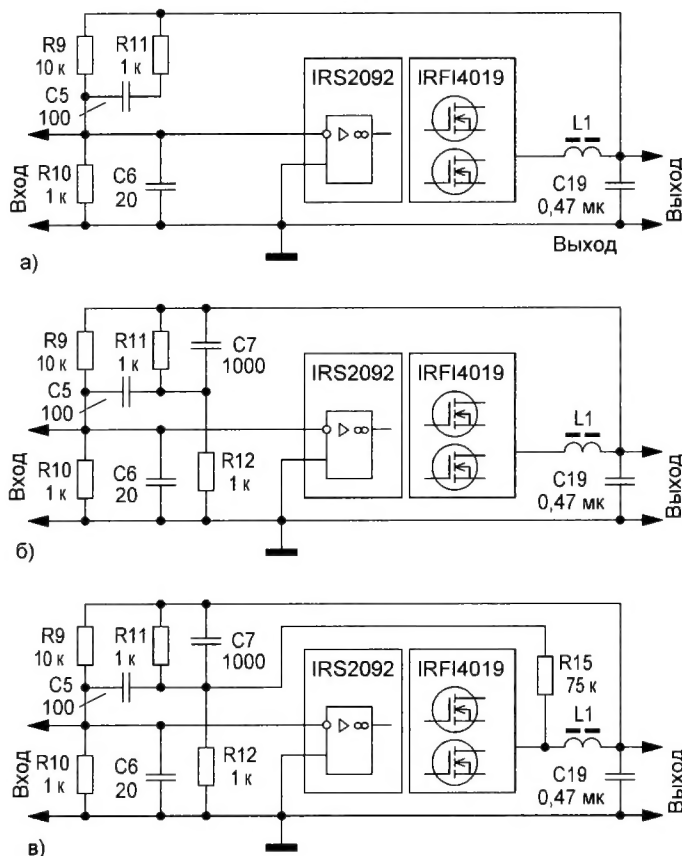 R9
10 к
R11
1 к
C5
100
IRS2092
IRFI4019
▷ ∞
L1
R10
1 к
C6
20
C19
0,47 мк
Вход
Выход
Выход
а)
R9
10 к
R11
1 к
C7
1000
C5
100
IRS2092
IRFI4019
▷ ∞
L1
R10
1 к
C6
20
R12
1 к
C19
0,47 мк
Вход
Выход
б)
R9
10 к
R11
1 к
C7
1000
C5
100
IRS2092
IRFI4019
▷ ∞
R15
75 к
L1
R10
1 к
C6
20
R12
1 к
C19
0,47 мк
Вход
Выход
в)